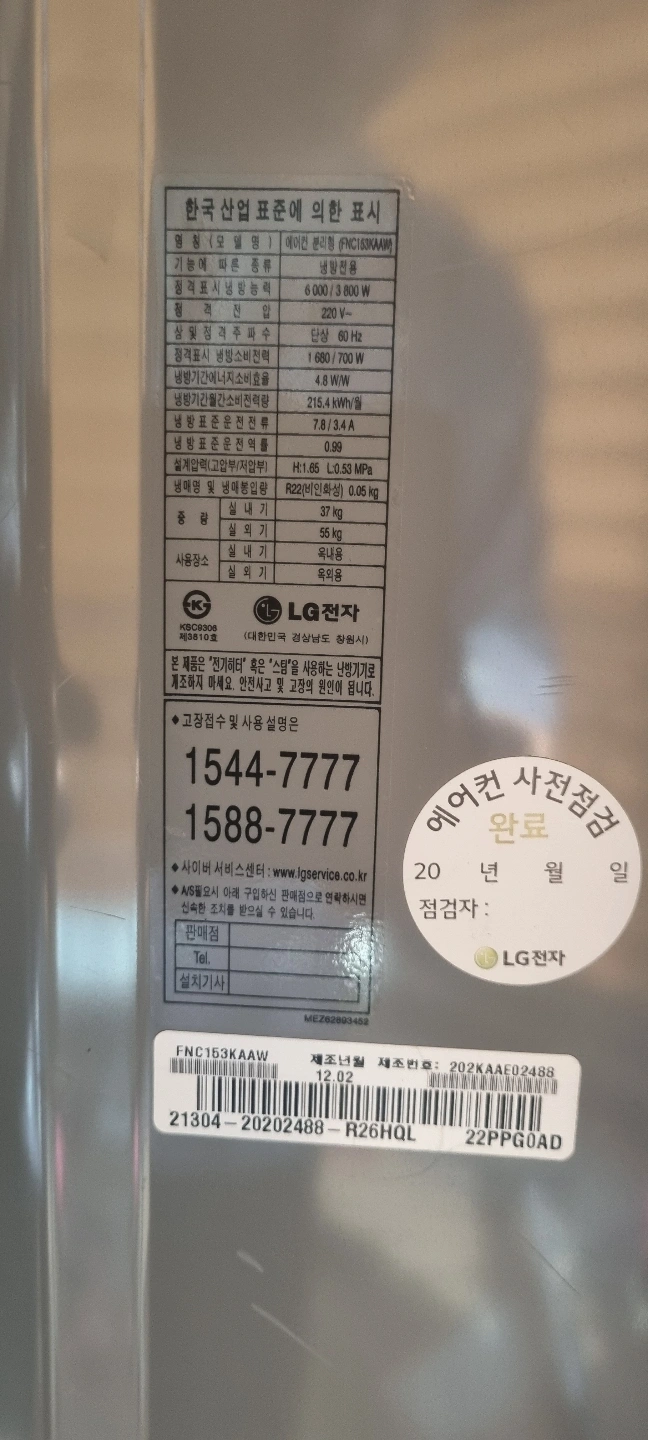 한국 산업 표준에 의한 표시
명 칭 ( 모 델 명 ) 에어컨 분리형 (FNC153KAAW)
기능에 따른 종류 냉방전용
정격표시냉방능력 6 000 / 3 800 W
정 격 전 압 220 V~
상 및 정 격 주 파 수 단상 60 Hz
정격표시 냉방소비전력 1 680 / 700 W
냉방기간에너지소비효율 4.8 W/W
냉방기간월간소비전력량 215.4 kWh/월
냉 방 표 준 운 전 전 류 7.8 / 3.4 A
냉 방 표 준 운 전 역 률 0.99
설계압력(고압부/저압부) H:1.65 L:0.53 MPa
냉매명 및 냉매봉입량 R22(비인화성) 0.05 kg
중 량 실 내 기 37 kg
실 외 기 55 kg
사용장소 실 내 기 옥내용
실 외 기 옥외용
KSC9306
제3810호
LG전자
(대한민국 경상남도 창원시)
본 제품은 "전기히터" 혹은 "스팀"을 사용하는 난방기기로
개조하지 마세요. 안전사고 및 고장의 원인이 됩니다.
◆ 고장접수 및 사용 설명은
1544-7777
1588-7777
◆ 사이버 서비스센터 : www.lgservice.co.kr
◆ A/S필요시 아래 구입하신 판매점으로 연락하시면
신속한 조치를 받으실 수 있습니다.
판매점
Tel.
설치기사
MEZ62693452
에어컨 사전점검
완료
20 년 월 일
점검자 :
LG전자
FNC153KAAW 제조년월 제조번호: 202KAAE02488
12.02
21304-20202488-R26HQL 22PPG0AD